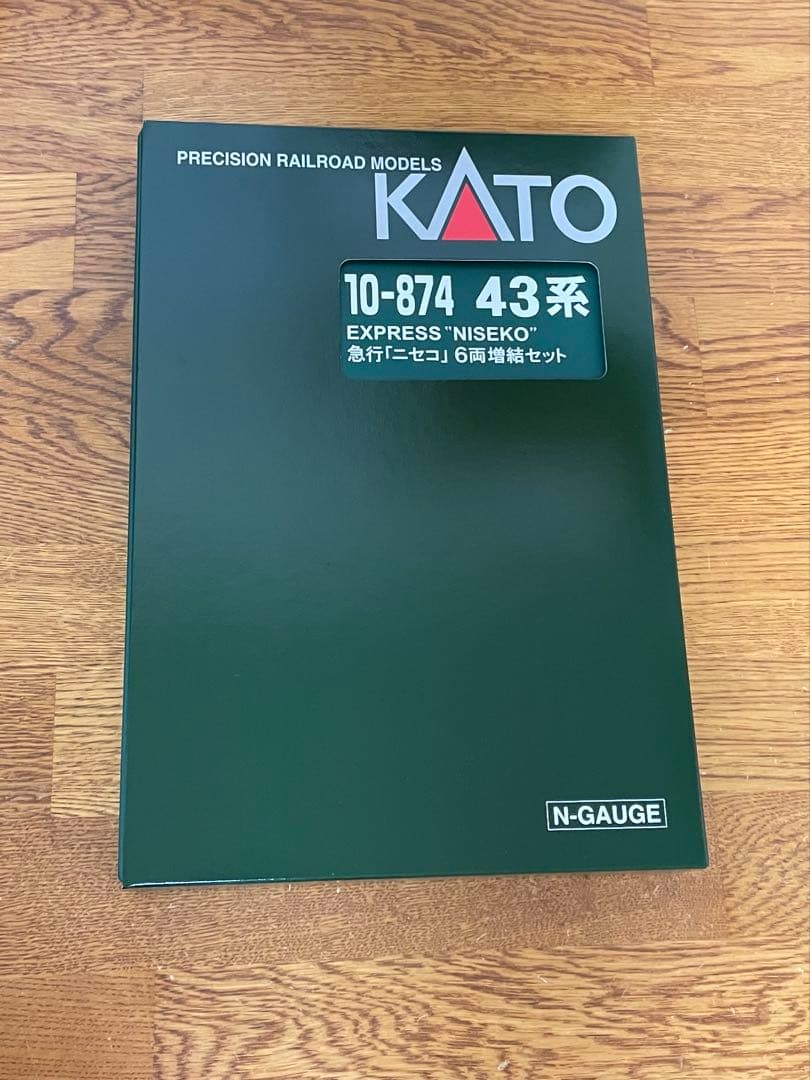 PRECISION RAILROAD MODELS
KATO
10-874 43系
EXPRESS "NISEKO"
急行「ニセコ」 6両増結セット
N-GAUGE